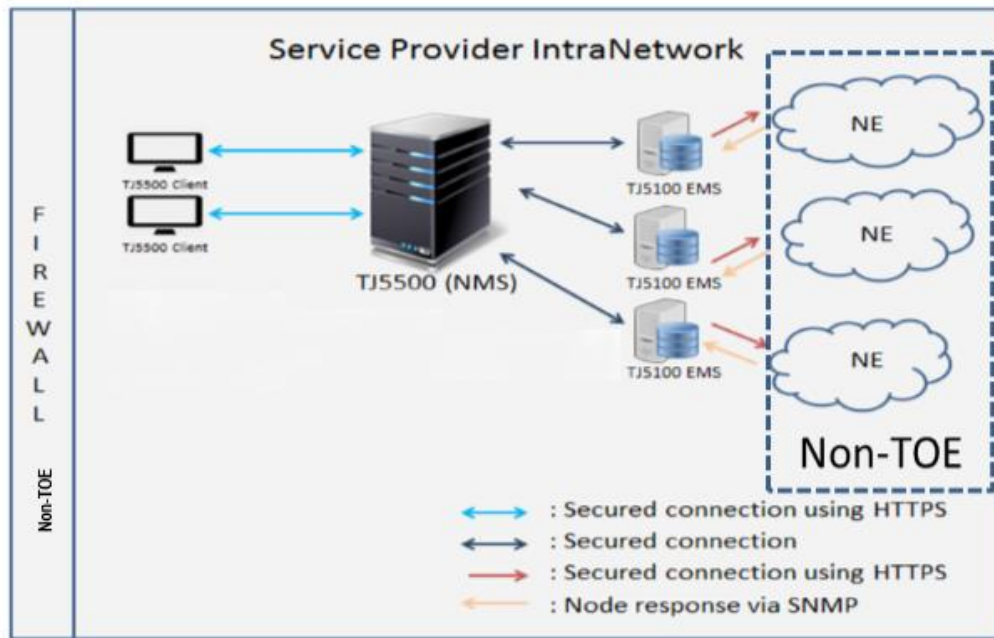 Service Provider IntraNetwork
FIREWALL
Non-TOE
TJ5500 Client
TJ5500 Client
TJ5500 (NMS)
TJ5100 EMS
TJ5100 EMS
TJ5100 EMS
NE
NE
NE
Non-TOE
: Secured connection using HTTPS
: Secured connection
: Secured connection using HTTPS
: Node response via SNMP